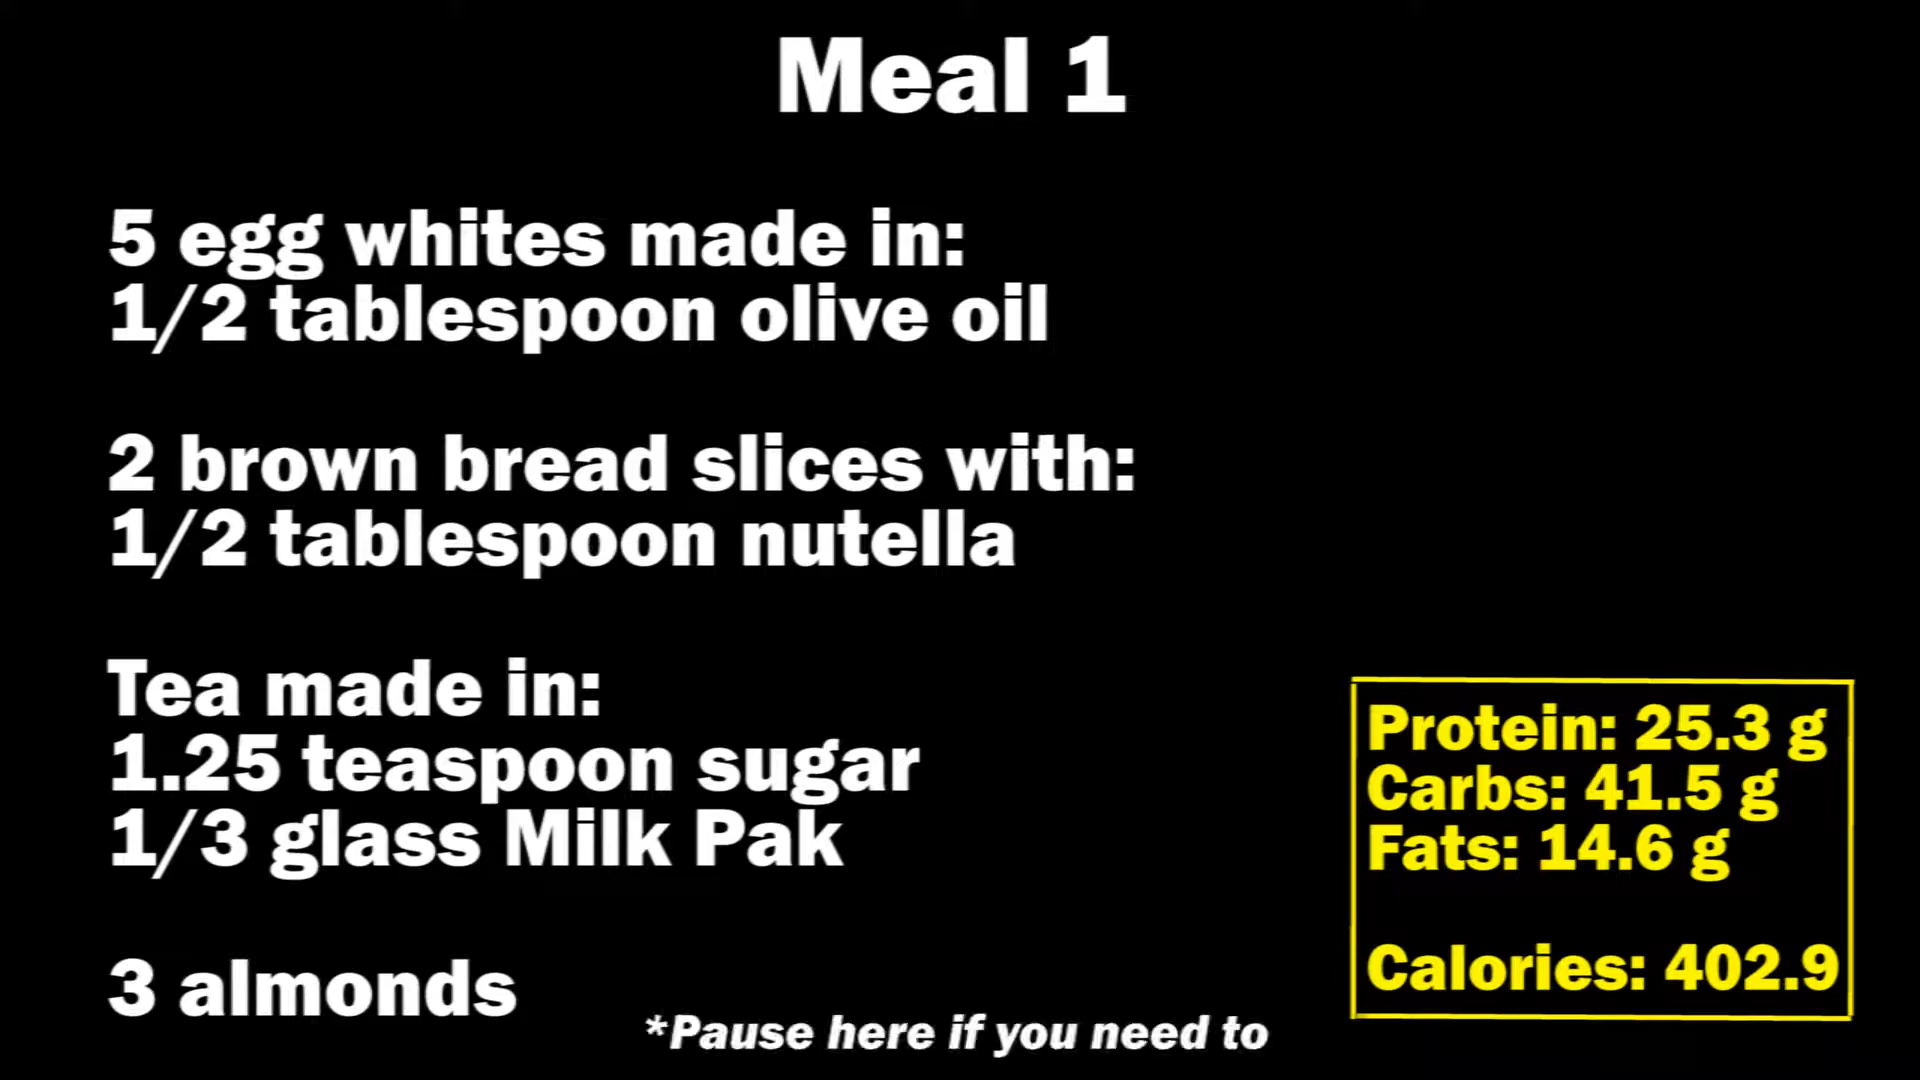 Meal 1
5 egg whites made in:
1/2 tablespoon olive oil
2 brown bread slices with:
1/2 tablespoon nutella
Tea made in:
1.25 teaspoon sugar
1/3 glass Milk Pak
3 almonds
*Pause here if you need to
Protein: 25.3 g
Carbs: 41.5 g
Fats: 14.6 g
Calories: 402.9